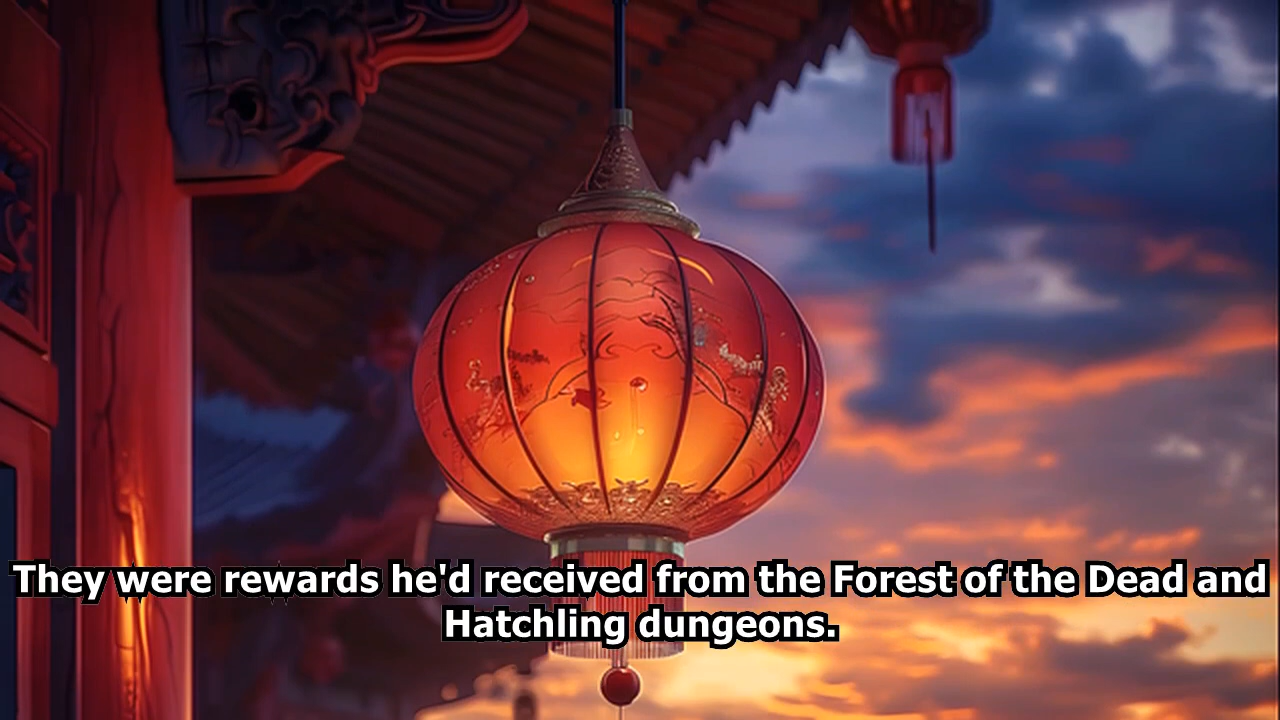 They were rewards he'd received from the Forest of the Dead and
Hatchling dungeons.